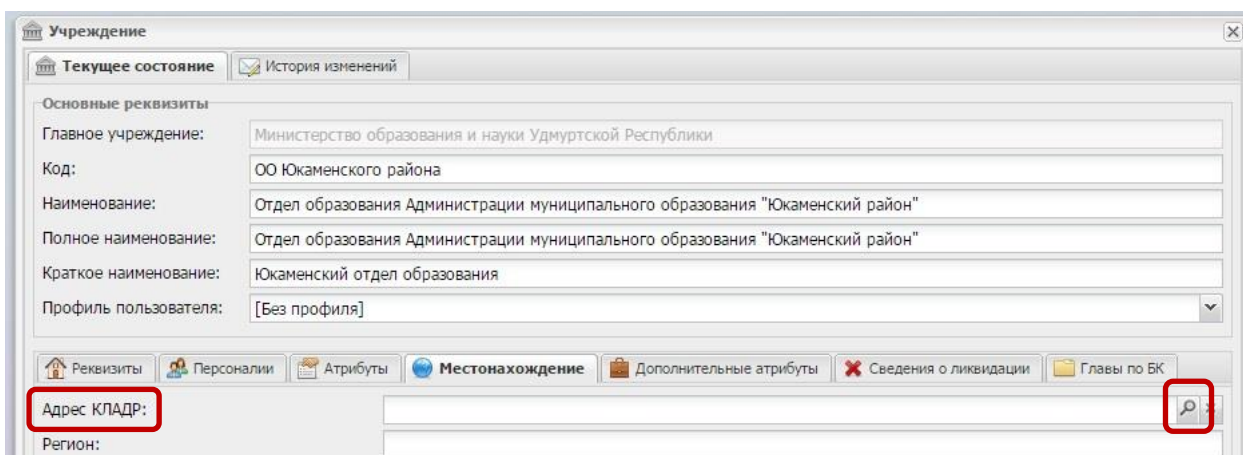 Учреждение
Текущее состояние История изменений
Основные реквизиты
Главное учреждение: Министерство образования и науки Удмуртской Республики
Код: ОО Юкаменского района
Наименование: Отдел образования Администрации муниципального образования "Юкаменский район"
Полное наименование: Отдел образования Администрации муниципального образования "Юкаменский район"
Краткое наименование: Юкаменский отдел образования
Профиль пользователя: [Без профиля]
Реквизиты Персоналии Атрибуты Местонахождение Дополнительные атрибуты Сведения о ликвидации Главы по БК
Адрес КЛАДР:
Регион: